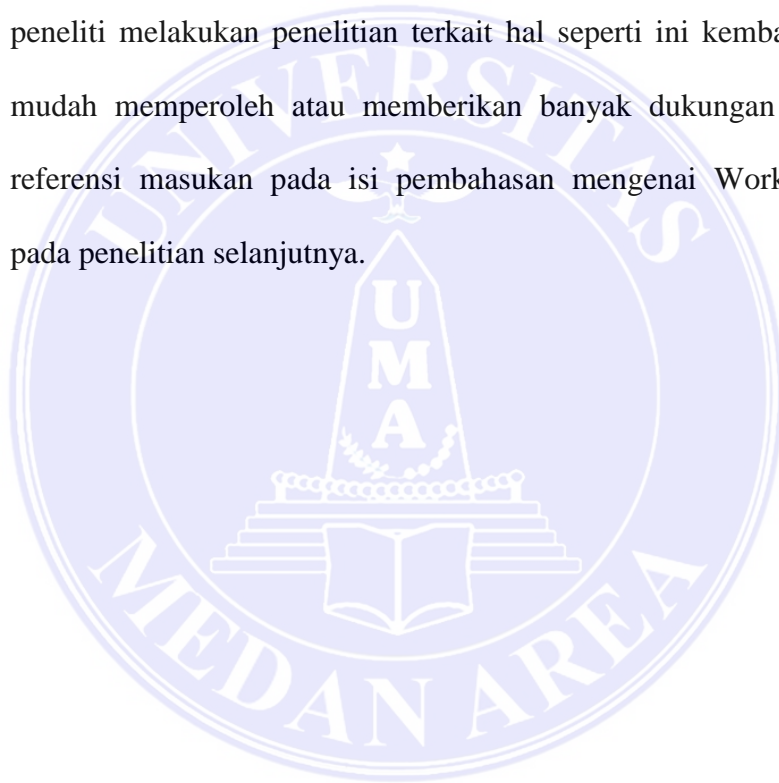 peneliti melakukan penelitian terkait hal seperti ini
mudah memperoleh atau memberikan banyak dukungan
referensi masukan pada isi pembahasan mengenai Work
pada penelitian selanjutnya.
UNIVERSITAS
UMA
MEDAN AREA